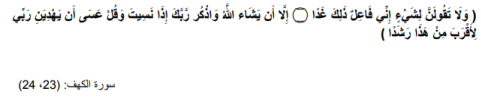 ( وَلَا تَقُولَنَّ لِشَيْءٍ إِنِّي فَاعِلٌ ذَلِكَ غَدًا ۝ إِلَّا أَن يَشَاء اللَّهُ وَاذْكُر رَّبَّكَ إِذَا نَسِيتَ وَقُلْ عَسَى أَن يَهْدِيَنِ رَبِّي
لِأَقْرَبَ مِنْ هَذَا رَشَدًا )
سورة الكهف: (23، 24)